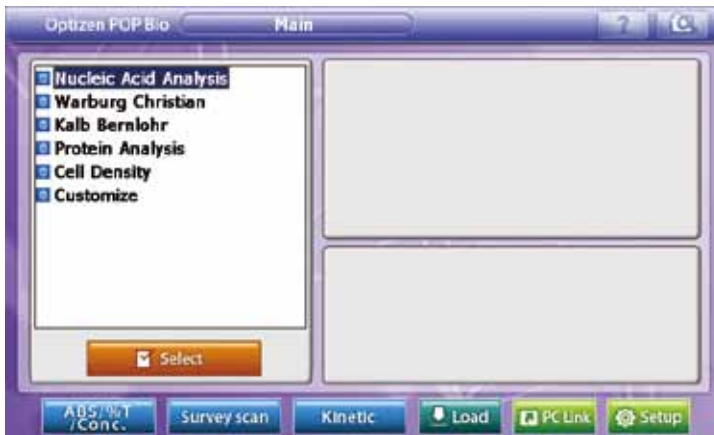 Optizen POP Bio
Main
?
Nucleic Acid Analysis
Warburg Christian
Kalb Bernlohr
Protein Analysis
Cell Density
Customize
Select
ABS/%T
/Conc.
Survey scan
Kinetic
Load
PC Link
Setup